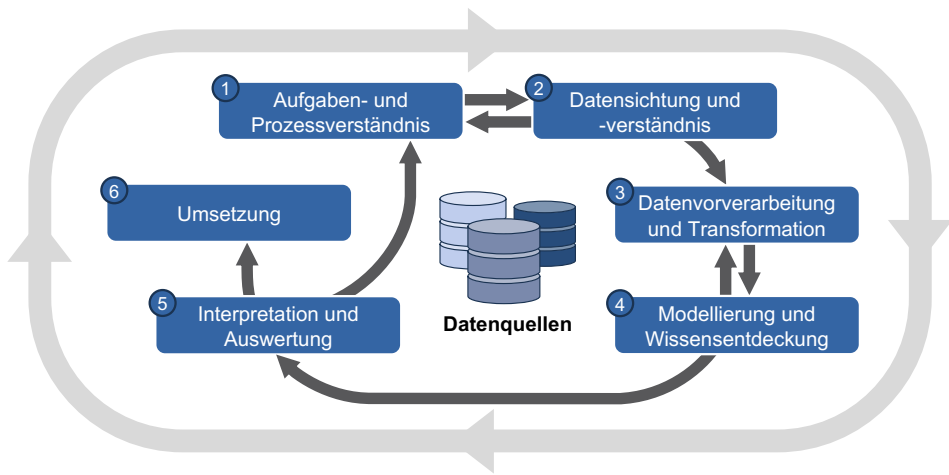 1
Aufgaben- und
Prozessverständnis
2
Datensichtung und
-verständnis
3
Datenvorverarbeitung
und Transformation
4
Modellierung und
Wissensentdeckung
5
Interpretation und
Auswertung
6
Umsetzung
Datenquellen